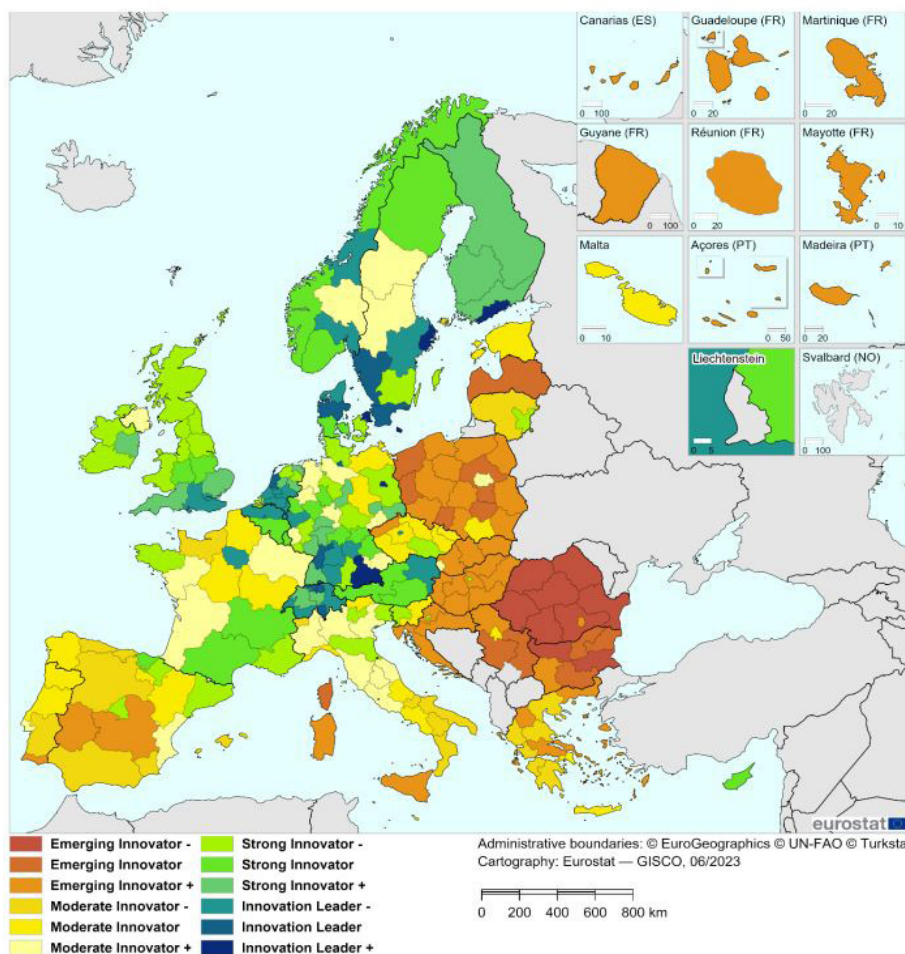 Canarias (ES)
0 100
Guadeloupe (FR)
0 20
Martinique (FR)
0 20
Guyane (FR)
0 100
Réunion (FR)
0 20
Mayotte (FR)
0 10
Malta
0 10
Açores (PT)
0 50
Madeira (PT)
0 20
Liechtenstein
0 5
Svalbard (NO)
0 100
eurostat
Emerging Innovator -
Emerging Innovator
Emerging Innovator +
Moderate Innovator -
Moderate Innovator
Moderate Innovator +
Strong Innovator -
Strong Innovator
Strong Innovator +
Innovation Leader -
Innovation Leader
Innovation Leader +
Administrative boundaries: © EuroGeographics © UN-FAO © Turksta
Cartography: Eurostat — GISCO, 06/2023
0 200 400 600 800 km